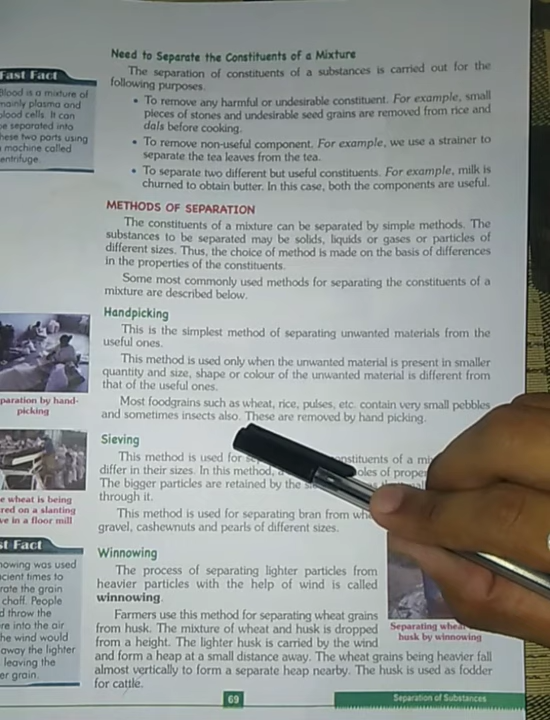 Need to Separate the Constituents of a Mixture
The separation of constituents of a substances is carried out for the
following purposes.
• To remove any harmful or undesirable constituent. For example, small
pieces of stones and undesirable seed grains are removed from rice and
dals before cooking.
• To remove non-useful component. For example, we use a strainer to
separate the tea leaves from the tea.
• To separate two different but useful constituents. For example, milk is
churned to obtain butter. In this case, both the components are useful.
METHODS OF SEPARATION
The constituents of a mixture can be separated by simple methods. The
substances to be separated may be solids, liquids or gases or particles of
different sizes. Thus, the choice of method is made on the basis of differences
in the properties of the constituents.
Some most commonly used methods for separating the constituents of a
mixture are described below.
Handpicking
This is the simplest method of separating unwanted materials from the
useful ones.
This method is used only when the unwanted material is present in smaller
quantity and size, shape or colour of the unwanted material is different from
that of the useful ones.
Most foodgrains such as wheat, rice, pulses, etc. contain very small pebbles
and sometimes insects also. These are removed by hand picking.
Sieving
This method is used for constituents of a
differ in their sizes. In this method, a of
The bigger particles are retained by the
through it.
This method is used for separating bran from
gravel, cashewnuts and pearls of different sizes.
Winnowing
The process of separating lighter particles from
heavier particles with the help of wind is called
winnowing.
Farmers use this method for separating wheat grains
from husk. The mixture of wheat and husk is dropped
from a height. The lighter husk is carried by the wind
and form a heap at a small distance away. The wheat grains being heavier fall
almost vertically to form a separate heap nearby. The husk is used as fodder
for cattle.
Separating
husk by winnowing
Fast Fact
Blood is a mixture of
mainly plasma and
blood cells. It can
be separated into
these two parts using
machine called
centrifuge.
by hand-
picking
wheat is being
on a slanting
in a floor mill
Fact
was used
times to
the grain
chaff. People
throw the
into the air
the wind would
away the lighter
leaving the
grain.
69
Separation of Substances